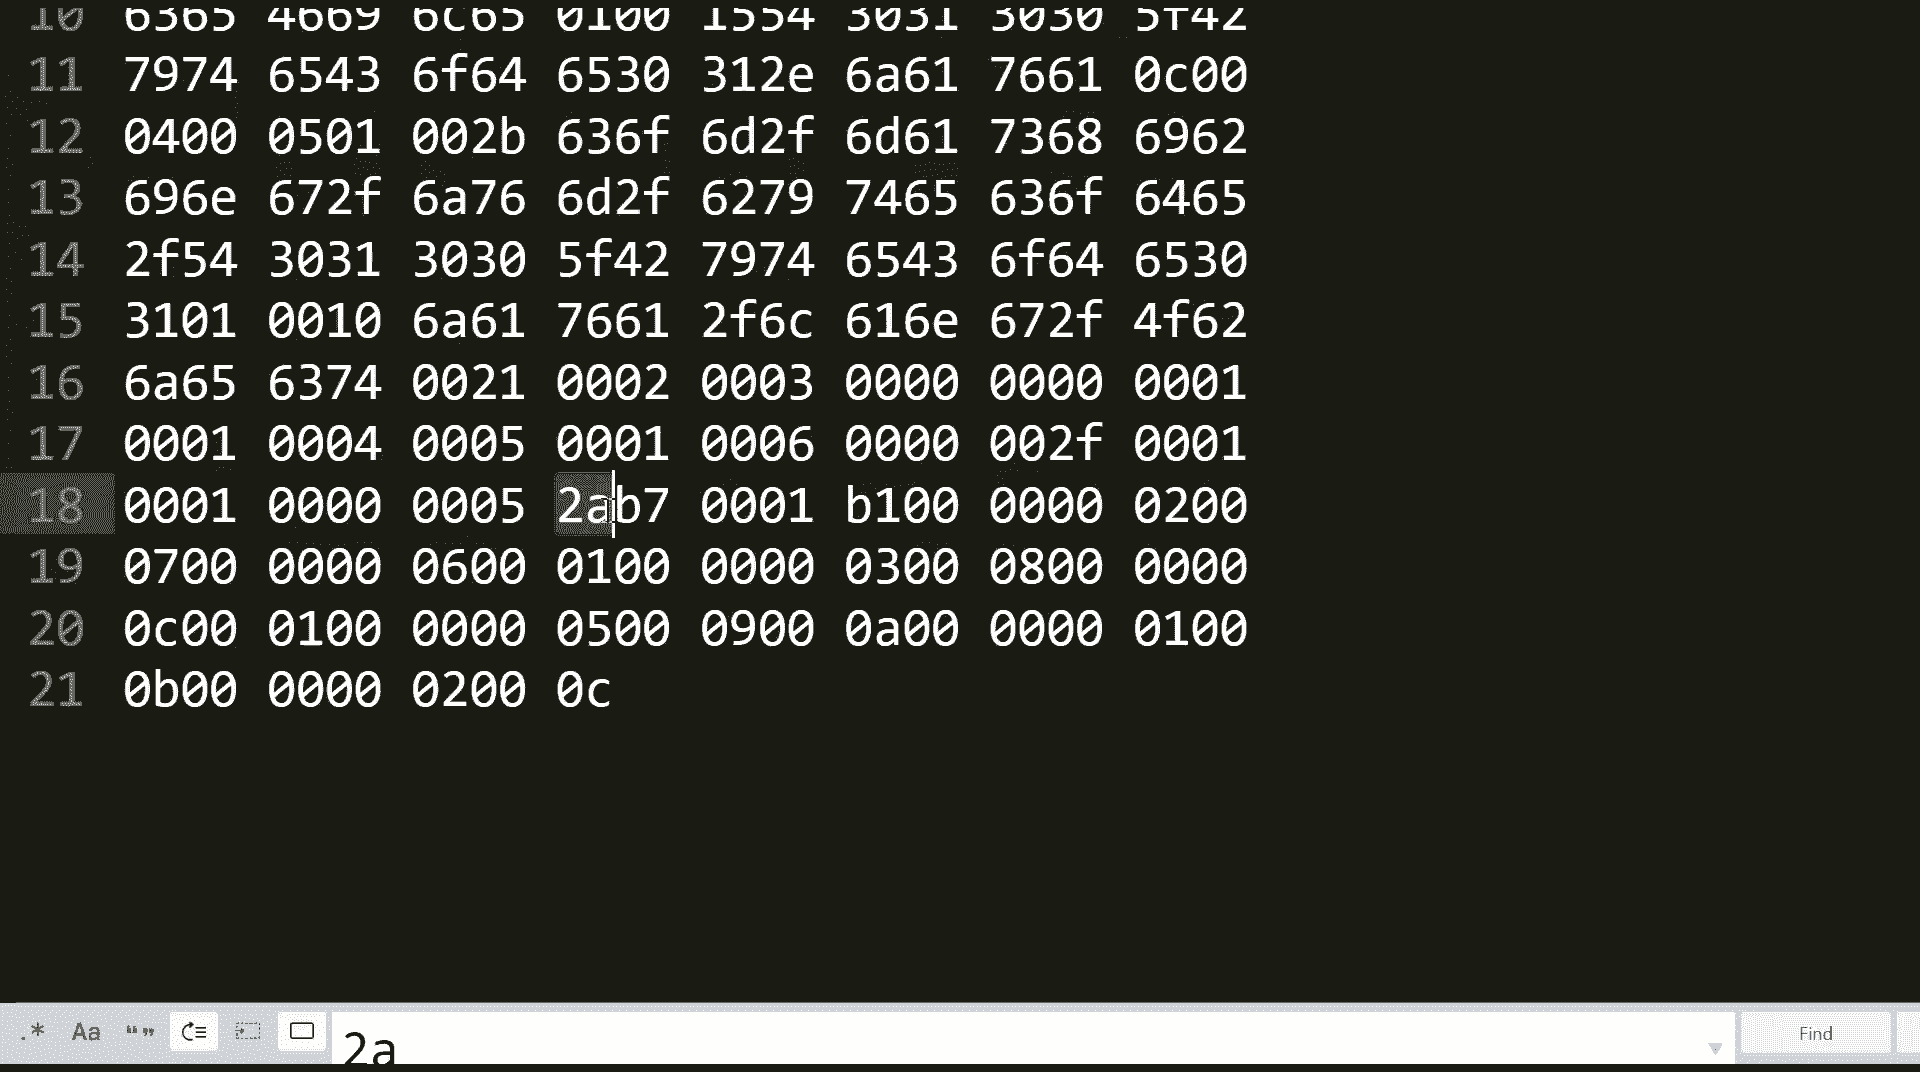 10 6365 4669 6c65 0100 1554 3031 3030 5f42
11 7974 6543 6f64 6530 312e 6a61 7661 0c00
12 0400 0501 002b 636f 6d2f 6d61 7368 6962
13 696e 672f 6a76 6d2f 6279 7465 636f 6465
14 2f54 3031 3030 5f42 7974 6543 6f64 6530
15 3101 0010 6a61 7661 2f6c 616e 672f 4f62
16 6a65 6374 0021 0002 0003 0000 0000 0001
17 0001 0004 0005 0001 0006 0000 002f 0001
18 0001 0000 0005 2ab7 0001 b100 0000 0200
19 0700 0000 0600 0100 0000 0300 0800 0000
20 0c00 0100 0000 0500 0900 0a00 0000 0100
21 0b00 0000 0200 0c
.* Aa “” 2a Find